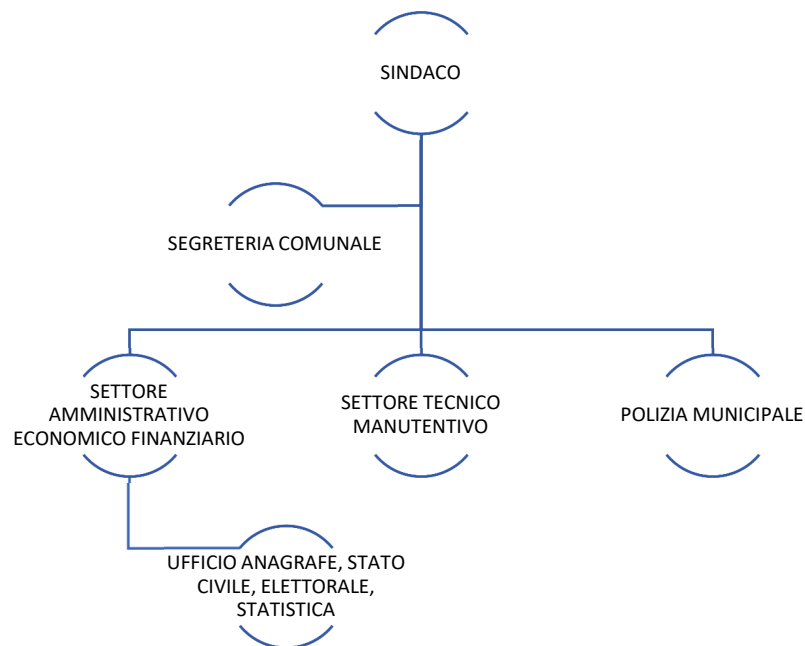 SINDACO
SEGRETERIA COMUNALE
SETTORE
AMMINISTRATIVO
ECONOMICO FINANZIARIO
SETTORE TECNICO
MANUTENTIVO
POLIZIA MUNICIPALE
UFFICIO ANAGRAFE, STATO
CIVILE, ELETTORALE,
STATISTICA